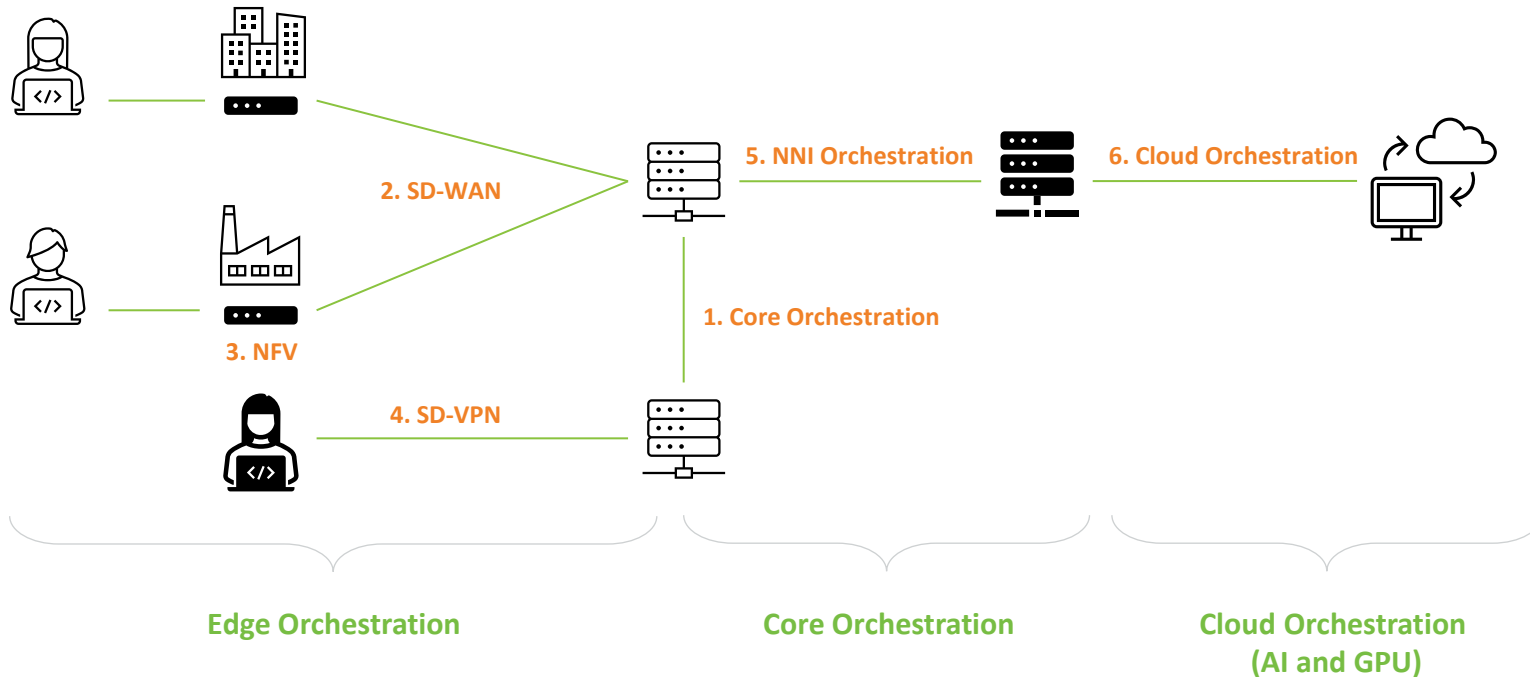 </>
5. NNI Orchestration
6. Cloud Orchestration
2. SD-WAN
</>
1. Core Orchestration
3. NFV
4. SD-VPN
</>
Edge Orchestration
Core Orchestration
Cloud Orchestration
(AI and GPU)